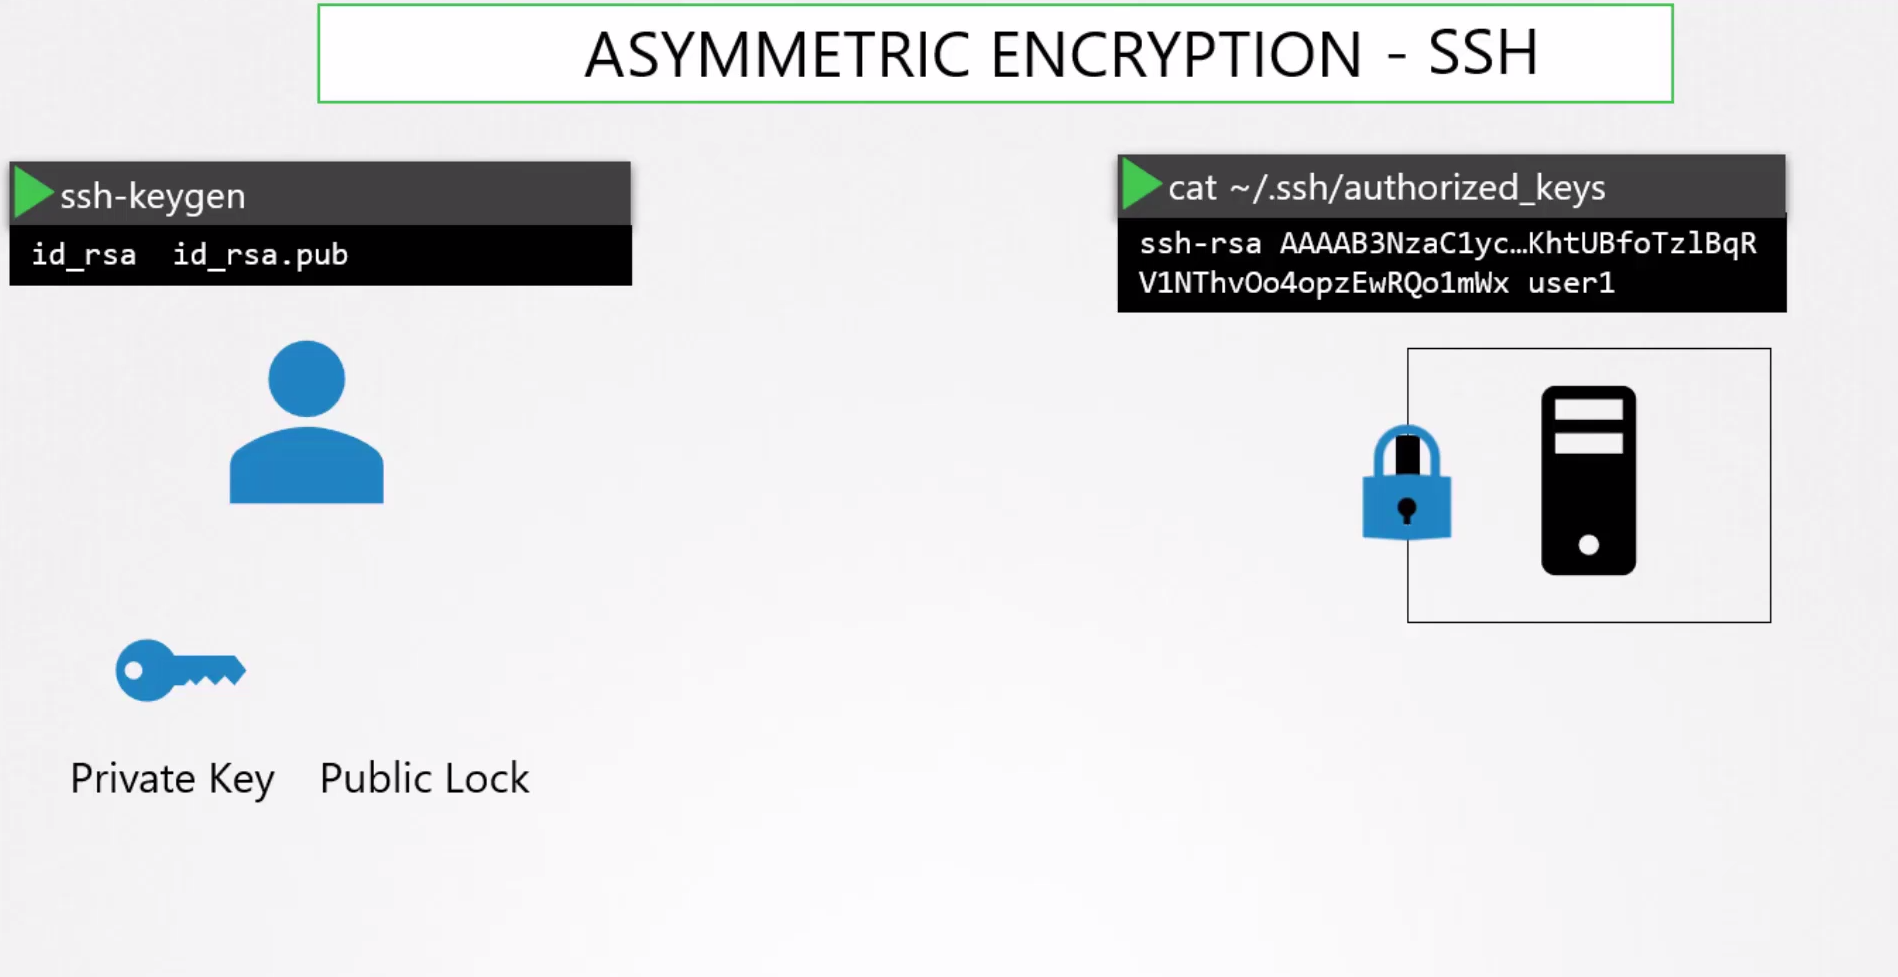 ASYMMETRIC ENCRYPTION - SSH
ssh-keygen
id_rsa id_rsa.pub
cat ~/.ssh/authorized_keys
ssh-rsa AAAAB3NzaC1yc…KhtUBfoTzlBqR
V1NThvOo4opzEwRQo1mWx user1
Private Key
Public Lock